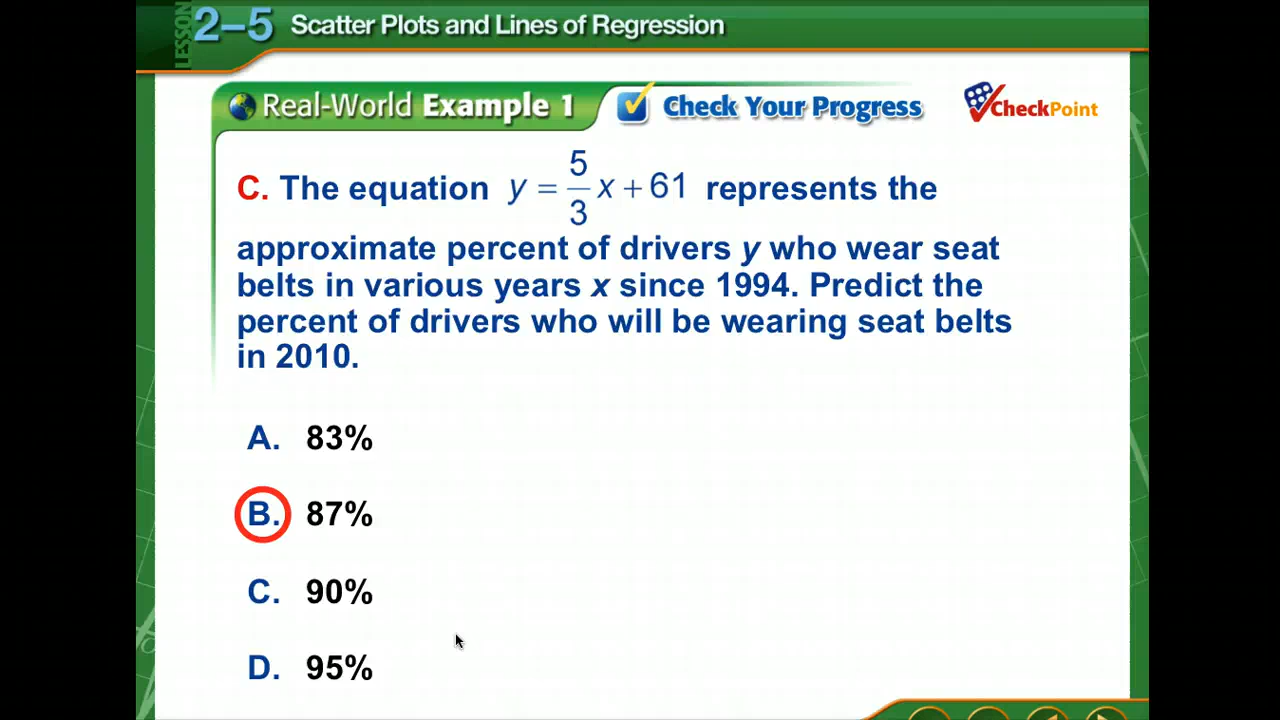 LESSON 2–5 Scatter Plots and Lines of Regression
Real-World Example 1 Check Your Progress CheckPoint
C. The equation y = 5/3 x + 61 represents the
approximate percent of drivers y who wear seat
belts in various years x since 1994. Predict the
percent of drivers who will be wearing seat belts
in 2010.
A. 83%
B. 87%
C. 90%
D. 95%